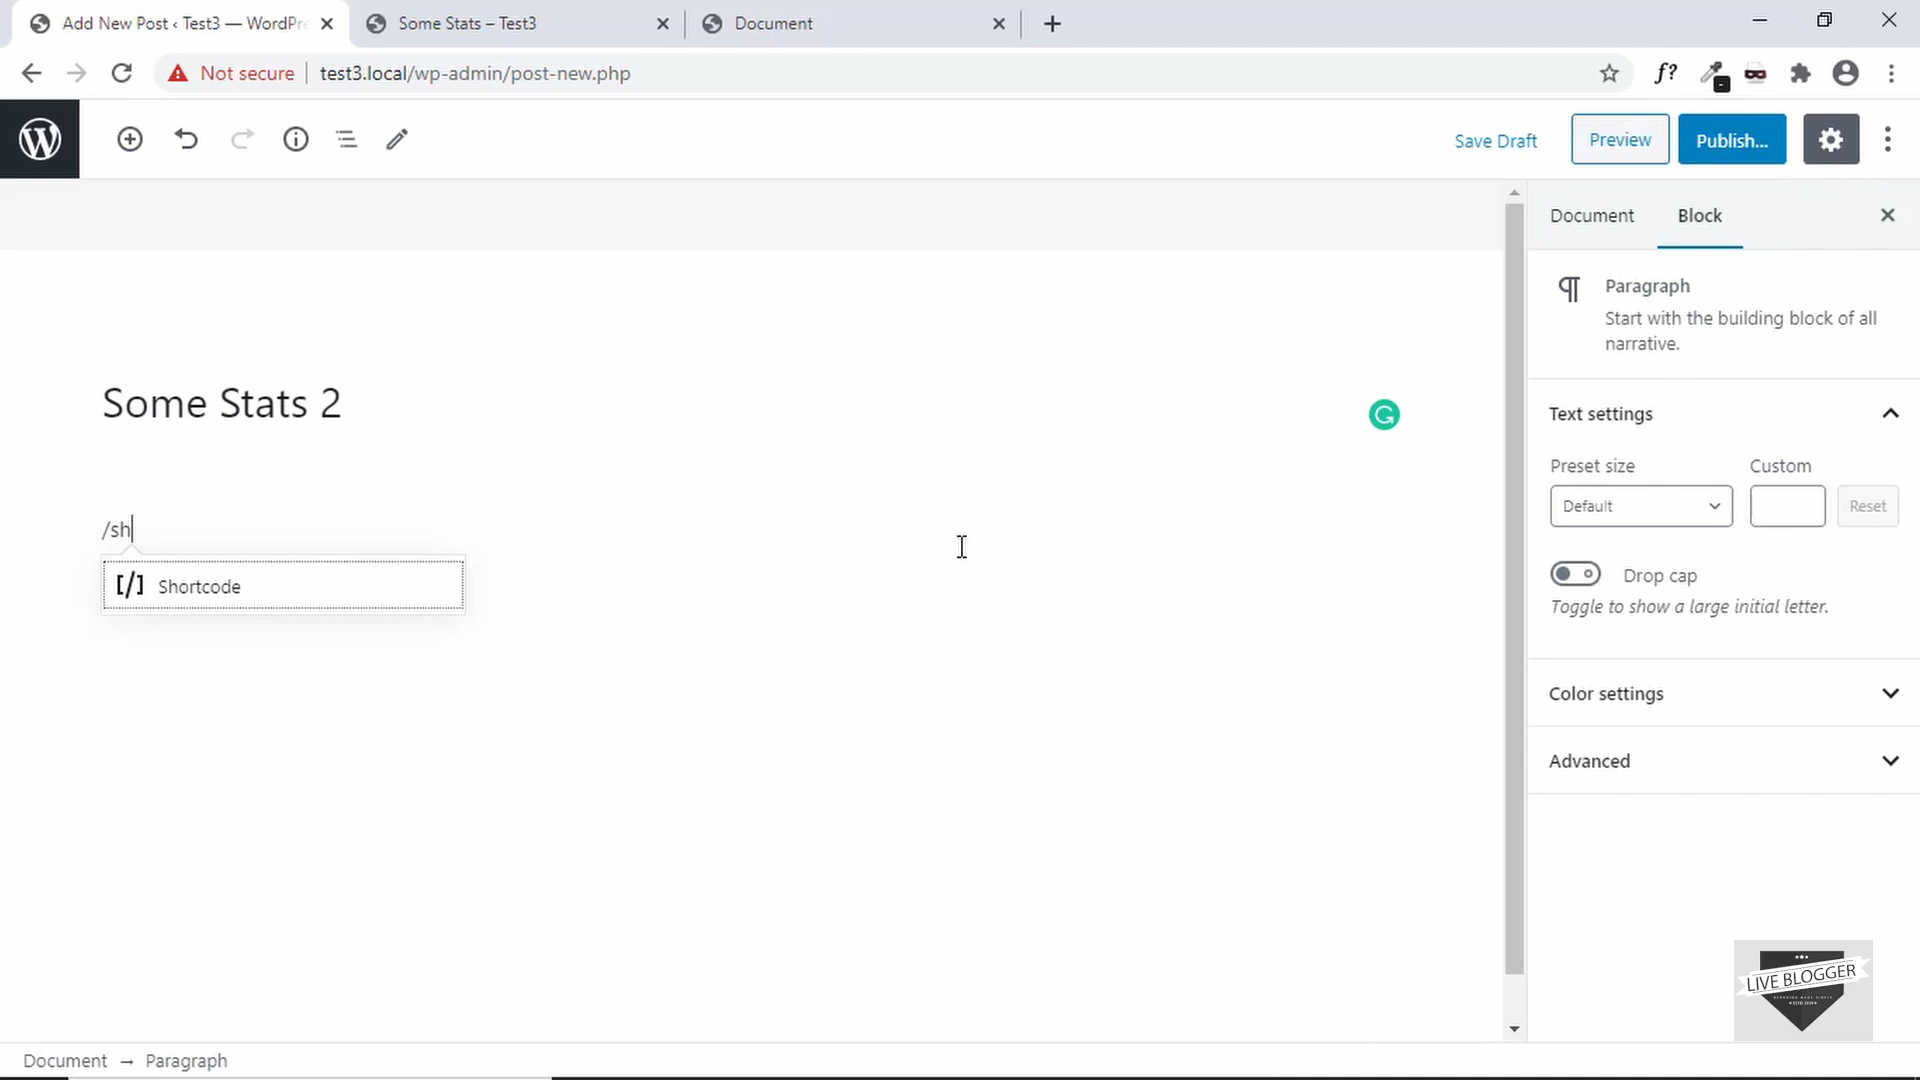 Add New Post ‹ Test3 — WordPre
Some Stats – Test3
Document
Not secure
test3.local/wp-admin/post-new.php
f?
Save Draft
Preview
Publish...
Document
Block
Paragraph
Start with the building block of all
narrative.
Some Stats 2
Text settings
Preset size
Custom
Default
Reset
/sh
[/] Shortcode
Drop cap
Toggle to show a large initial letter.
Color settings
Advanced
LIVE BLOGGER
Document → Paragraph